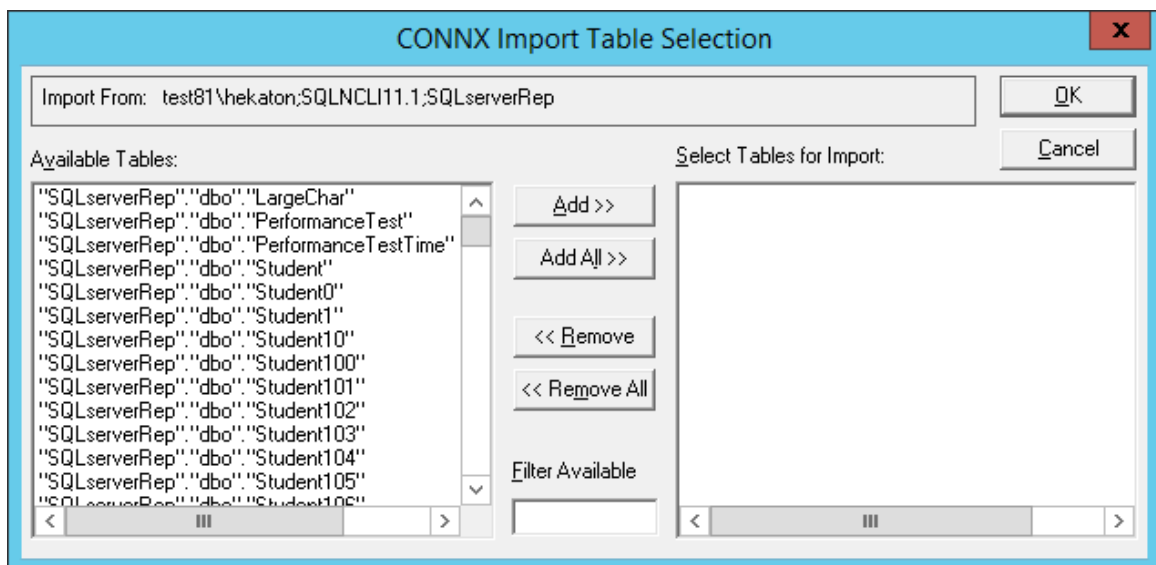 CONNX Import Table Selection
x
Import From: test81\hekaton;SQLNCLI11.1;SQLserverRep
OK
Cancel
Available Tables:
Select Tables for Import:
"SQLserverRep"."dbo"."LargeChar"
"SQLserverRep"."dbo"."PerformanceTest"
"SQLserverRep"."dbo"."PerformanceTestTime"
"SQLserverRep"."dbo"."Student"
"SQLserverRep"."dbo"."Student0"
"SQLserverRep"."dbo"."Student1"
"SQLserverRep"."dbo"."Student10"
"SQLserverRep"."dbo"."Student100"
"SQLserverRep"."dbo"."Student101"
"SQLserverRep"."dbo"."Student102"
"SQLserverRep"."dbo"."Student103"
"SQLserverRep"."dbo"."Student104"
"SQLserverRep"."dbo"."Student105"
"SQLserverRep"."dbo"."Student106"
Add >>
Add All >>
<< Remove
<< Remove All
Filter Available